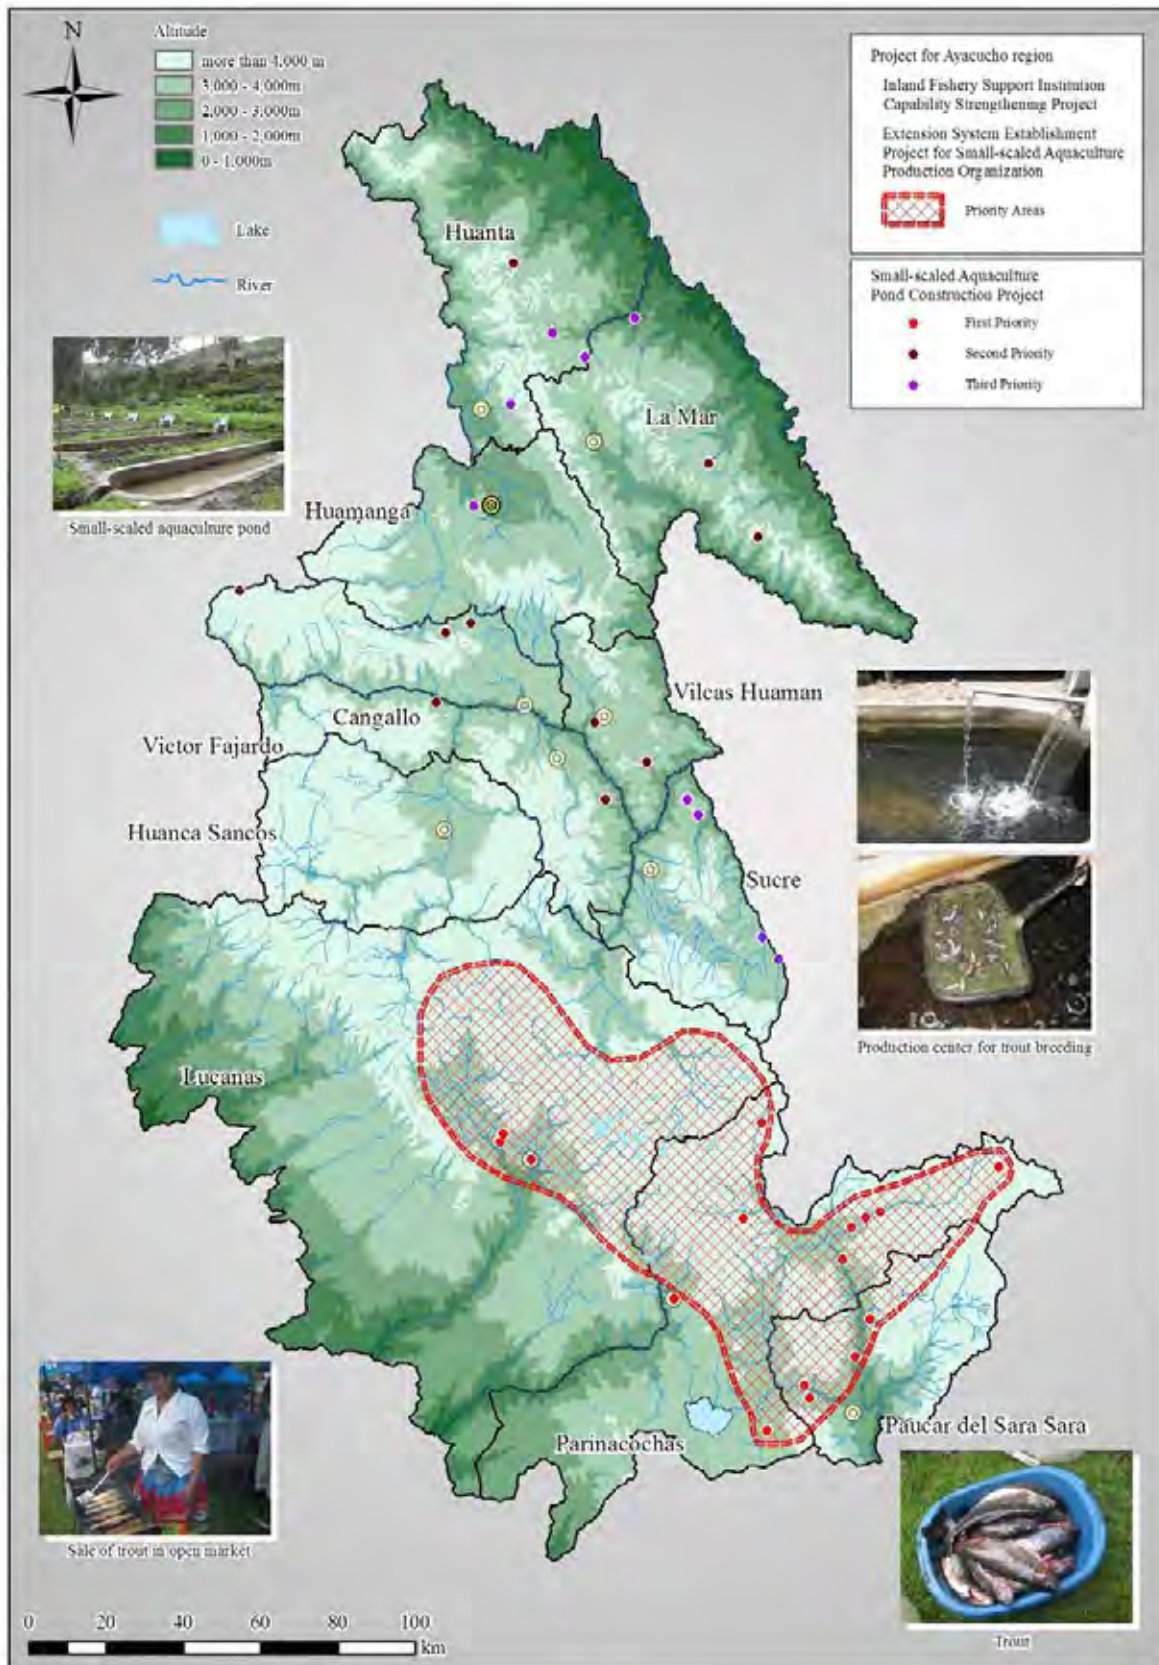 N
Altitude
more than 4,000 m
3,000 - 4,000m
2,000 - 3,000m
1,000 - 2,000m
0 - 1,000m
Lake
River
Project for Ayacucho region
Inland Fishery Support Institution
Capability Strengthening Project
Extension System Establishment
Project for Small-scaled Aquaculture
Production Organization
Priority Areas
Small-scaled Aquaculture
Pond Construction Project
First Priority
Second Priority
Third Priority
Huanta
La Mar
Small-scaled aquaculture pond
Huamanga
Vilcas Huaman
Cangallo
Victor Fajardo
Huanca Sancos
Sucre
Production center for trout breeding
Lucanas
Paucar del Sara Sara
Parinacochas
Sale of trout in open market
Trout
0 20 40 60 80 100
km